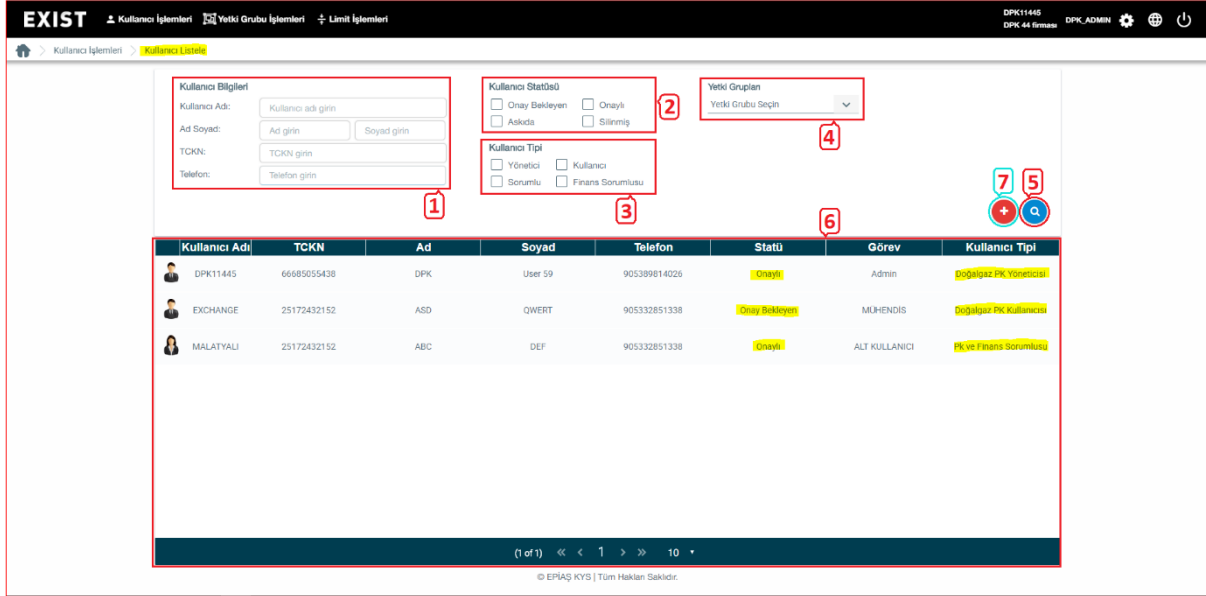 EXIST Kullanıcı İşlemleri Yetki Grubu İşlemleri Limit İşlemleri DPK11445 DPK 44 firması DPK_ADMIN
Kullanıcı İşlemleri Kullanıcı Listele
Kullanıcı Bilgileri
Kullanıcı Adı: Kullanıcı adı girin
Ad Soyad: Ad girin Soyad girin
TCKN: TCKN girin
Telefon: Telefon girin
1
Kullanıcı Statüsü
Onay Bekleyen Onaylı
Askıda Silinmiş
2
Kullanıcı Tipi
Yönetici Kullanıcı
Sorumlu Finans Sorumlusu
3
Yetki Grupları
Yetki Grubu Seçin
4
7 5
6
Kullanıcı Adı TCKN Ad Soyad Telefon Statü Görev Kullanıcı Tipi
DPK11445 66685055438 DPK User 59 905389814026 Onaylı Admin Doğalgaz PK Yöneticisi
EXCHANGE 25172432152 ASD QWERT 905332851338 Onay Bekleyen MÜHENDİS Doğalgaz PK Kullanıcısı
MALATYALI 25172432152 ABC DEF 905332851338 Onaylı ALT KULLANICI Pk ve Finans Sorumlusu
(1 of 1) 1 10
© EPİAŞ KYS | Tüm Hakları Saklıdır.